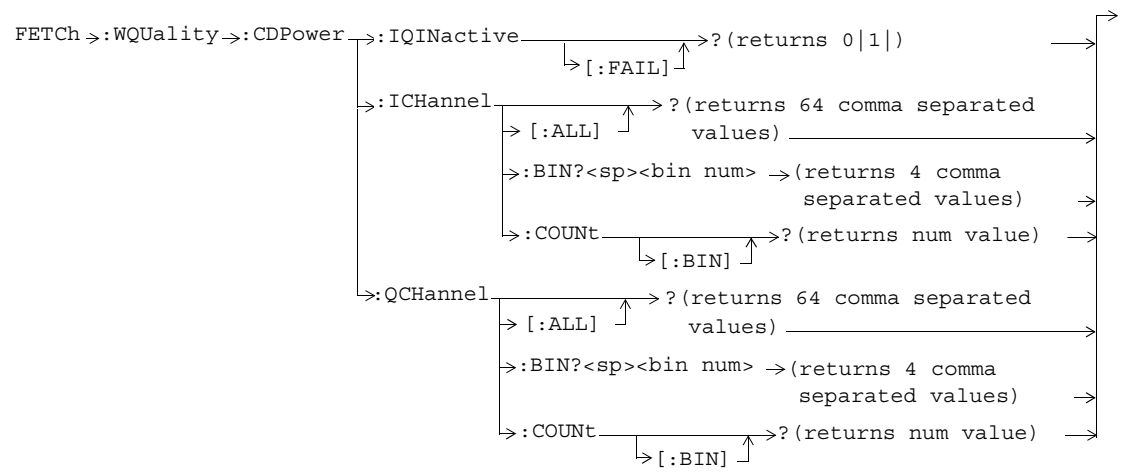 FETCh :WQUality :CDPower :IQINactive ?(returns 0|1|)
[:FAIL]
:ICHannel ?(returns 64 comma separated
[:ALL] values)
:BIN?<sp><bin num> (returns 4 comma
separated values)
:COUNt ?(returns num value)
[:BIN]
:QCHannel ?(returns 64 comma separated
[:ALL] values)
:BIN?<sp><bin num> (returns 4 comma
separated values)
:COUNt ?(returns num value)
[:BIN]